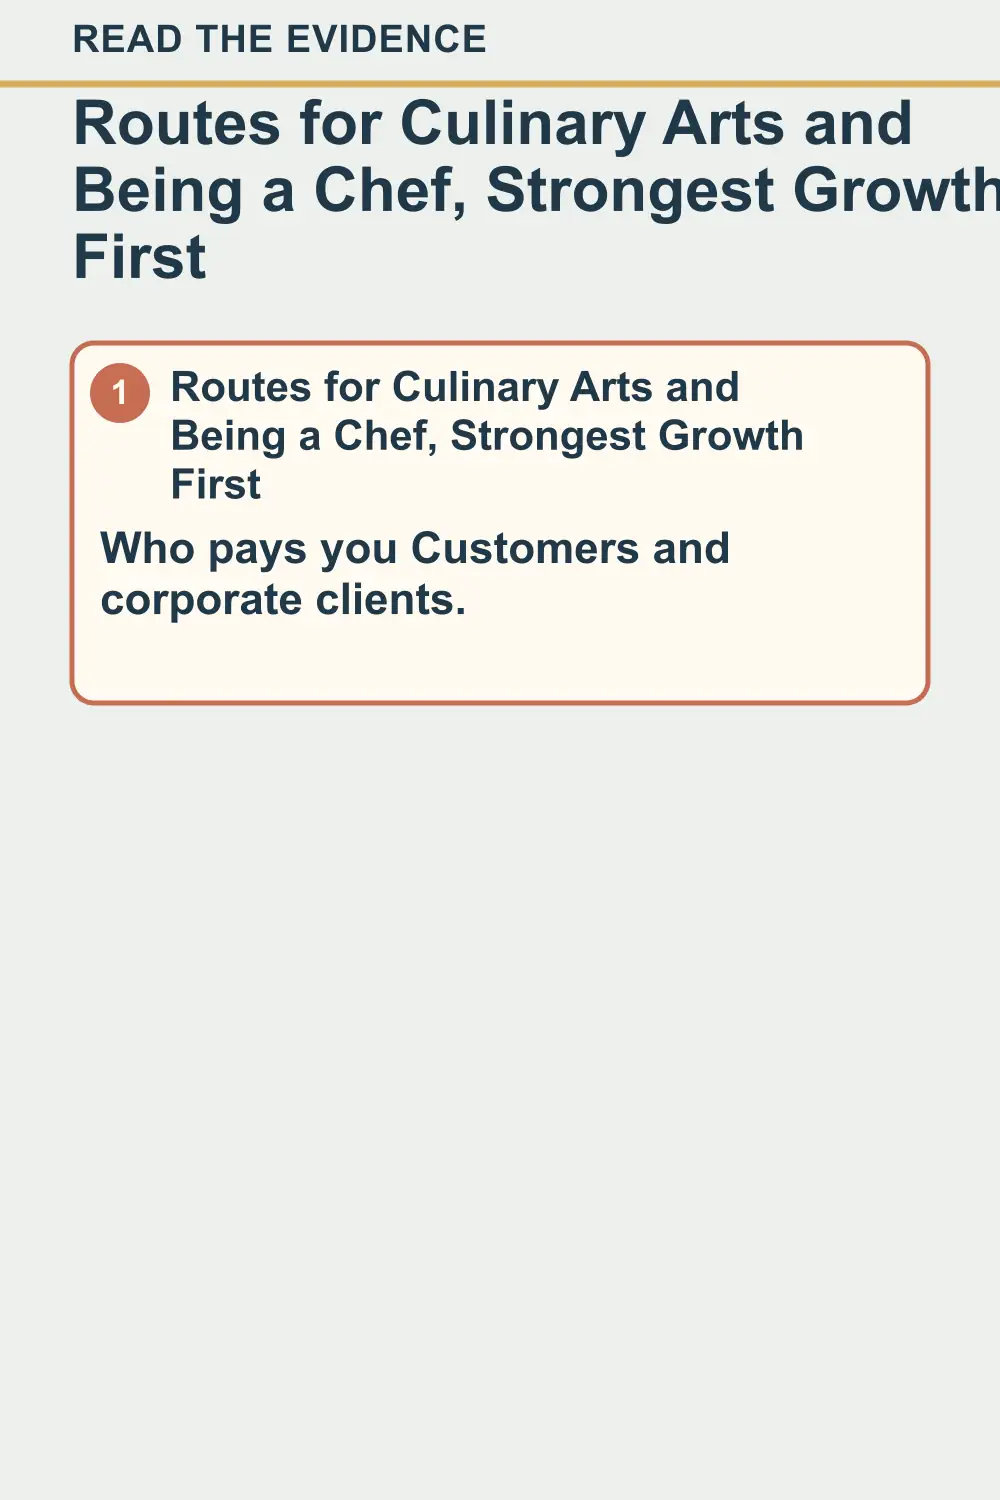 READ THE EVIDENCE
Routes for Culinary Arts and
Being a Chef, Strongest Growth
First
1
Routes for Culinary Arts and
Being a Chef, Strongest Growth
First
Who pays you Customers and
corporate clients.